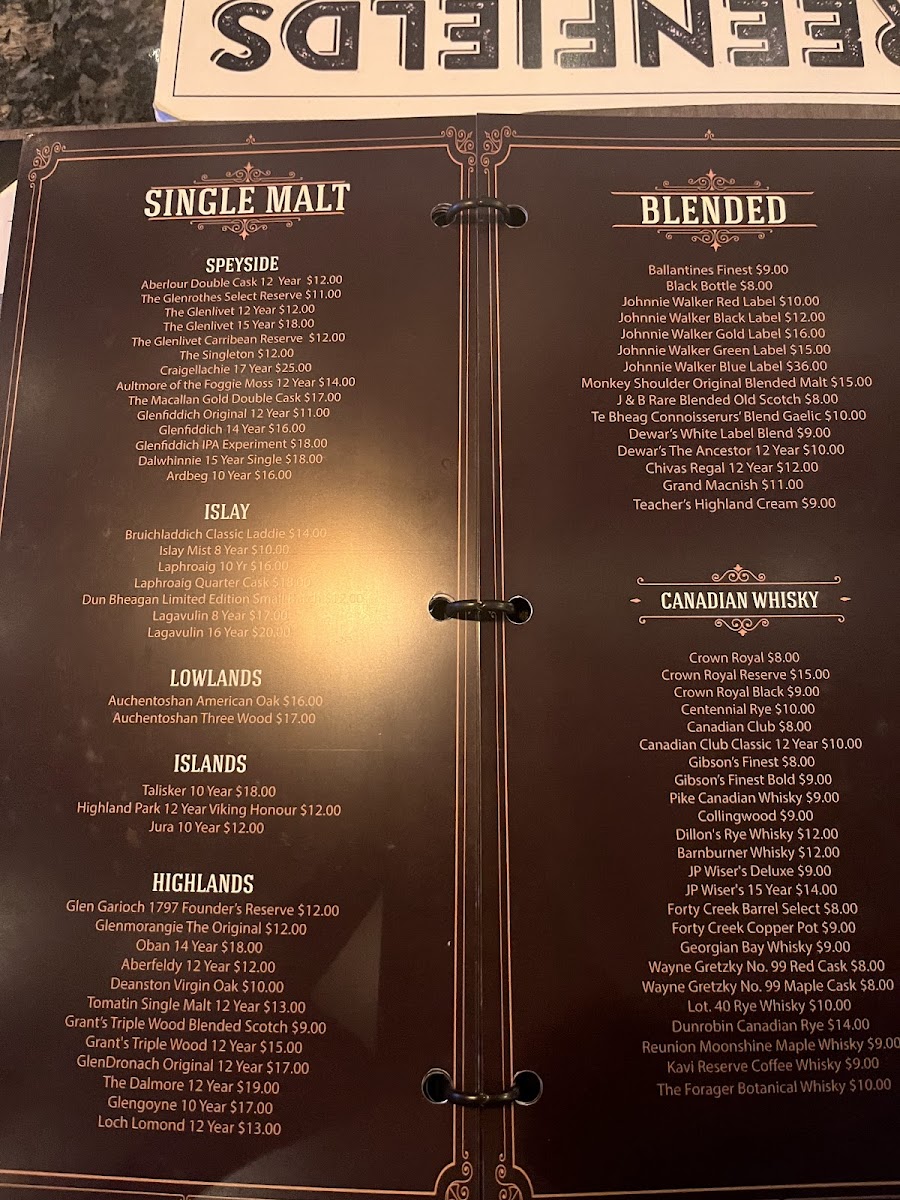 REENFIELDS
SINGLE MALT
SPEYSIDE
Aberlour Double Cask 12 Year $12.00
The Glenrothes Select Reserve $11.00
The Glenlivet 12 Year $12.00
The Glenlivet 15 Year $18.00
The Glenlivet Carribean Reserve $12.00
The Singleton $12.00
Craigellachie 17 Year $25.00
Aultmore of the Foggie Moss 12 Year $14.00
The Macallan Gold Double Cask $17.00
Glenfiddich Original 12 Year $11.00
Glenfiddich 14 Year $16.00
Glenfiddich IPA Experiment $18.00
Dalwhinnie 15 Year Single $18.00
Ardbeg 10 Year $16.00
ISLAY
Bruichladdich Classic Laddie $14.00
Islay Mist 8 Year $10.00
Laphroaig 10 Yr $16.00
Laphroaig Quarter Cask $18.00
Dun Bheagan Limited Edition Small
Lagavulin 8 Year $17.00
Lagavulin 16 Year $20.00
LOWLANDS
Auchentoshan American Oak $16.00
Auchentoshan Three Wood $17.00
ISLANDS
Talisker 10 Year $18.00
Highland Park 12 Year Viking Honour $12.00
Jura 10 Year $12.00
HIGHLANDS
Glen Garioch 1797 Founder's Reserve $12.00
Glenmorangie The Original $12.00
Oban 14 Year $18.00
Aberfeldy 12 Year $12.00
Deanston Virgin Oak $10.00
Tomatin Single Malt 12 Year $13.00
Grant's Triple Wood Blended Scotch $9.00
Grant's Triple Wood 12 Year $15.00
GlenDronach Original 12 Year $17.00
The Dalmore 12 Year $19.00
Glengoyne 10 Year $17.00
Loch Lomond 12 Year $13.00
BLENDED
Ballantines Finest $9.00
Black Bottle $8.00
Johnnie Walker Red Label $10.00
Johnnie Walker Black Label $12.00
Johnnie Walker Gold Label $16.00
Johnnie Walker Green Label $15.00
Johnnie Walker Blue Label $36.00
Monkey Shoulder Original Blended Malt $15.00
J & B Rare Blended Old Scotch $8.00
Te Bheag Connoisserurs' Blend Gaelic $10.00
Dewar's White Label Blend $9.00
Dewar's The Ancestor 12 Year $10.00
Chivas Regal 12 Year $12.00
Grand Macnish $11.00
Teacher's Highland Cream $9.00
CANADIAN WHISKY
Crown Royal $8.00
Crown Royal Reserve $15.00
Crown Royal Black $9.00
Centennial Rye $10.00
Canadian Club $8.00
Canadian Club Classic 12 Year $10.00
Gibson's Finest $8.00
Gibson's Finest Bold $9.00
Pike Canadian Whisky $9.00
Collingwood $9.00
Dillon's Rye Whisky $12.00
Barnburner Whisky $12.00
JP Wiser's Deluxe $9.00
JP Wiser's 15 Year $14.00
Forty Creek Barrel Select $8.00
Forty Creek Copper Pot $9.00
Georgian Bay Whisky $9.00
Wayne Gretzky No. 99 Red Cask $8.00
Wayne Gretzky No. 99 Maple Cask $8.00
Lot. 40 Rye Whisky $10.00
Dunrobin Canadian Rye $14.00
Reunion Moonshine Maple Whisky $9.00
Kavi Reserve Coffee Whisky $9.00
The Forager Botanical Whisky $10.00